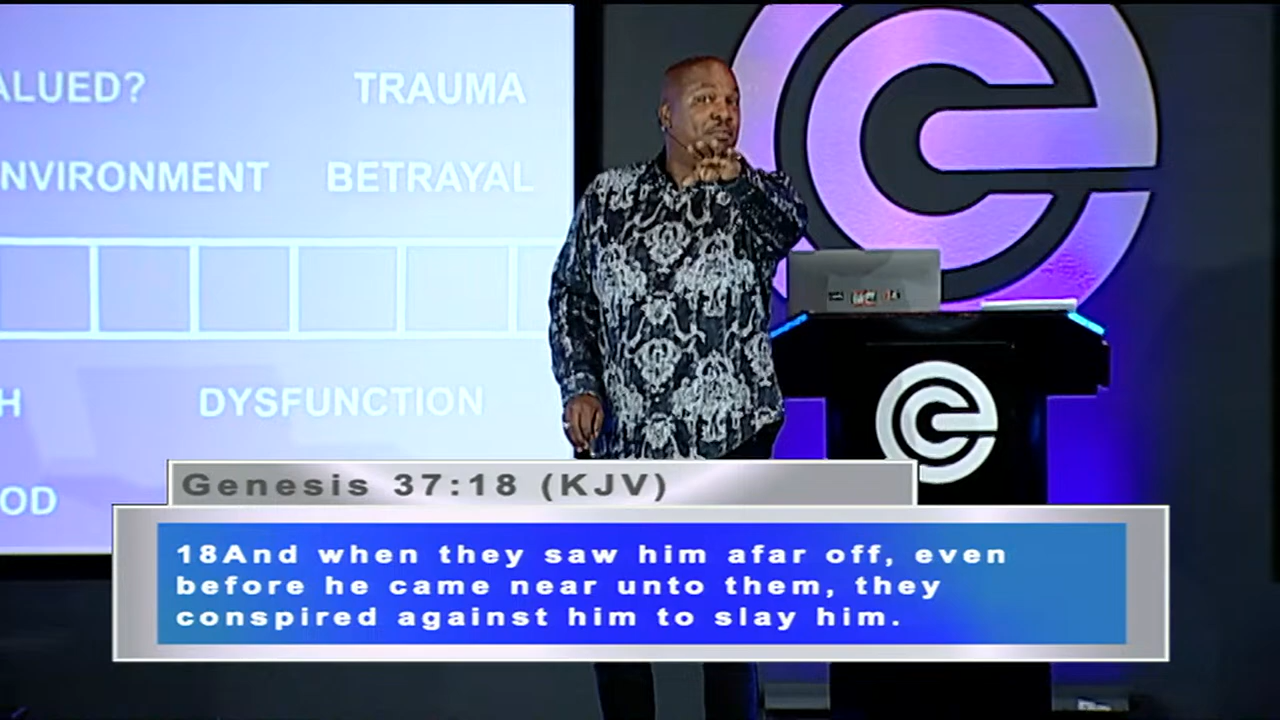 ALUED? TRAUMA
NVIRONMENT BETRAYAL
H DYSFUNCTION
OD
Genesis 37:18 (KJV)
18And when they saw him afar off, even
before he came near unto them, they
conspired against him to slay him.